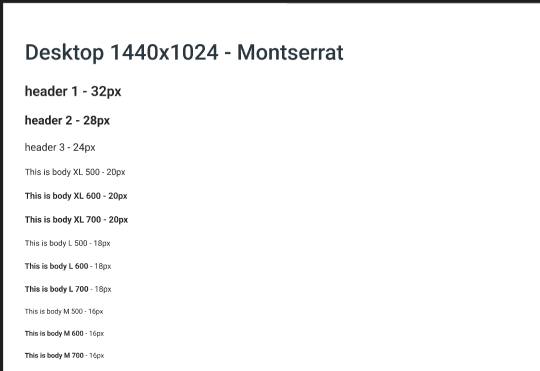 Desktop 1440x1024 - Montserrat
header 1 - 32px
header 2 - 28px
header 3 - 24px
This is body XL 500 - 20px
This is body XL 600 - 20px
This is body XL 700 - 20px
This is body L 500 - 18px
This is body L 600 - 18px
This is body L 700 - 18px
This is body M 500 - 16px
This is body M 600 - 16px
This is body M 700 - 16px